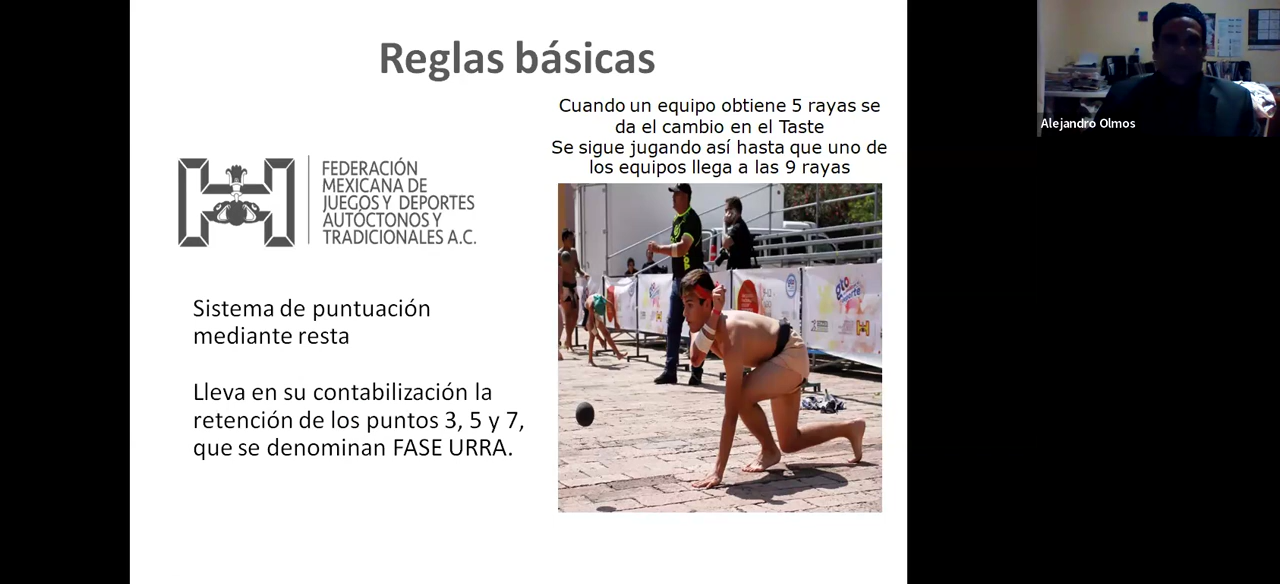 Reglas básicas
Cuando un equipo obtiene 5 rayas se
da el cambio en el Taste
Se sigue jugando así hasta que uno de
los equipos llega a las 9 rayas
FEDERACIÓN
MEXICANA DE
JUEGOS Y DEPORTES
AUTÓCTONOS Y
TRADICIONALES A.C.
Sistema de puntuación
mediante resta
Lleva en su contabilización la
retención de los puntos 3, 5 y 7,
que se denominan FASE URRA.
Alejandro Olmos
gto